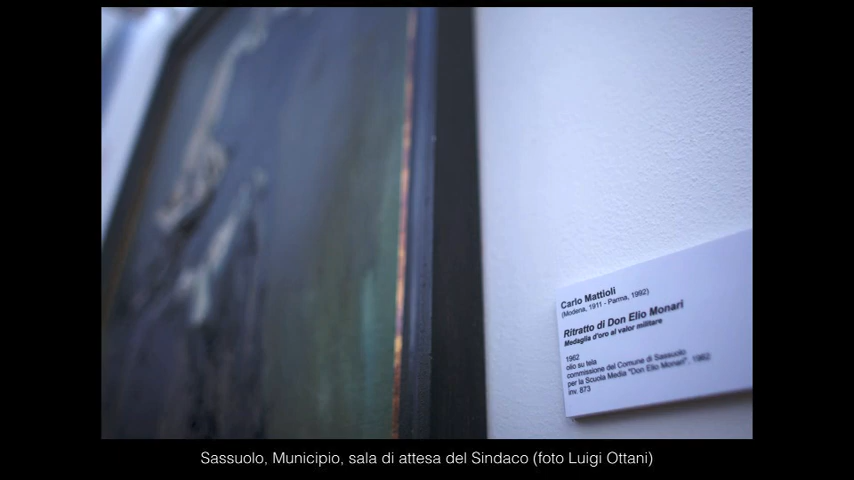 Carlo Mattioli
(Modena, 1911 - Parma, 1992)
Ritratto di Don Elio Monari
Medaglia d'oro al valor militare
1962
olio su tela
commissione del Comune di Sassuolo
per la Scuola Media "Don Elio Monari", 1962
inv. 873
Sassuolo, Municipio, sala di attesa del Sindaco (foto Luigi Ottani)